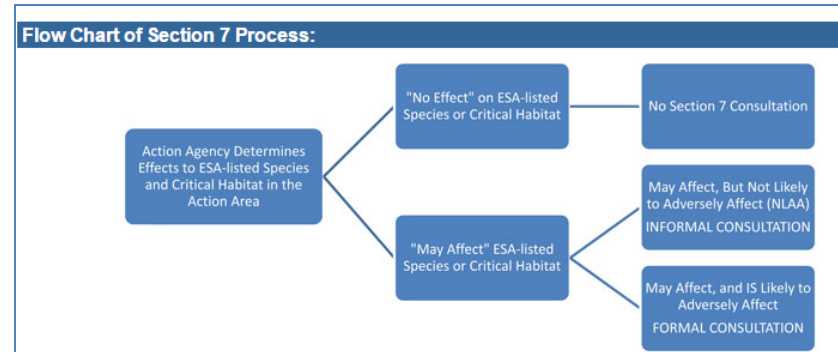 Flow Chart of Section 7 Process:
"No Effect" on ESA-listed
Species or Critical Habitat
No Section 7 Consultation
Action Agency Determines
Effects to ESA-listed Species
and Critical Habitat in the
Action Area
May Affect, But Not Likely
to Adversely Affect (NLAA)
INFORMAL CONSULTATION
"May Affect" ESA-listed
Species or Critical Habitat
May Affect, and IS Likely to
Adversely Affect
FORMAL CONSULTATION